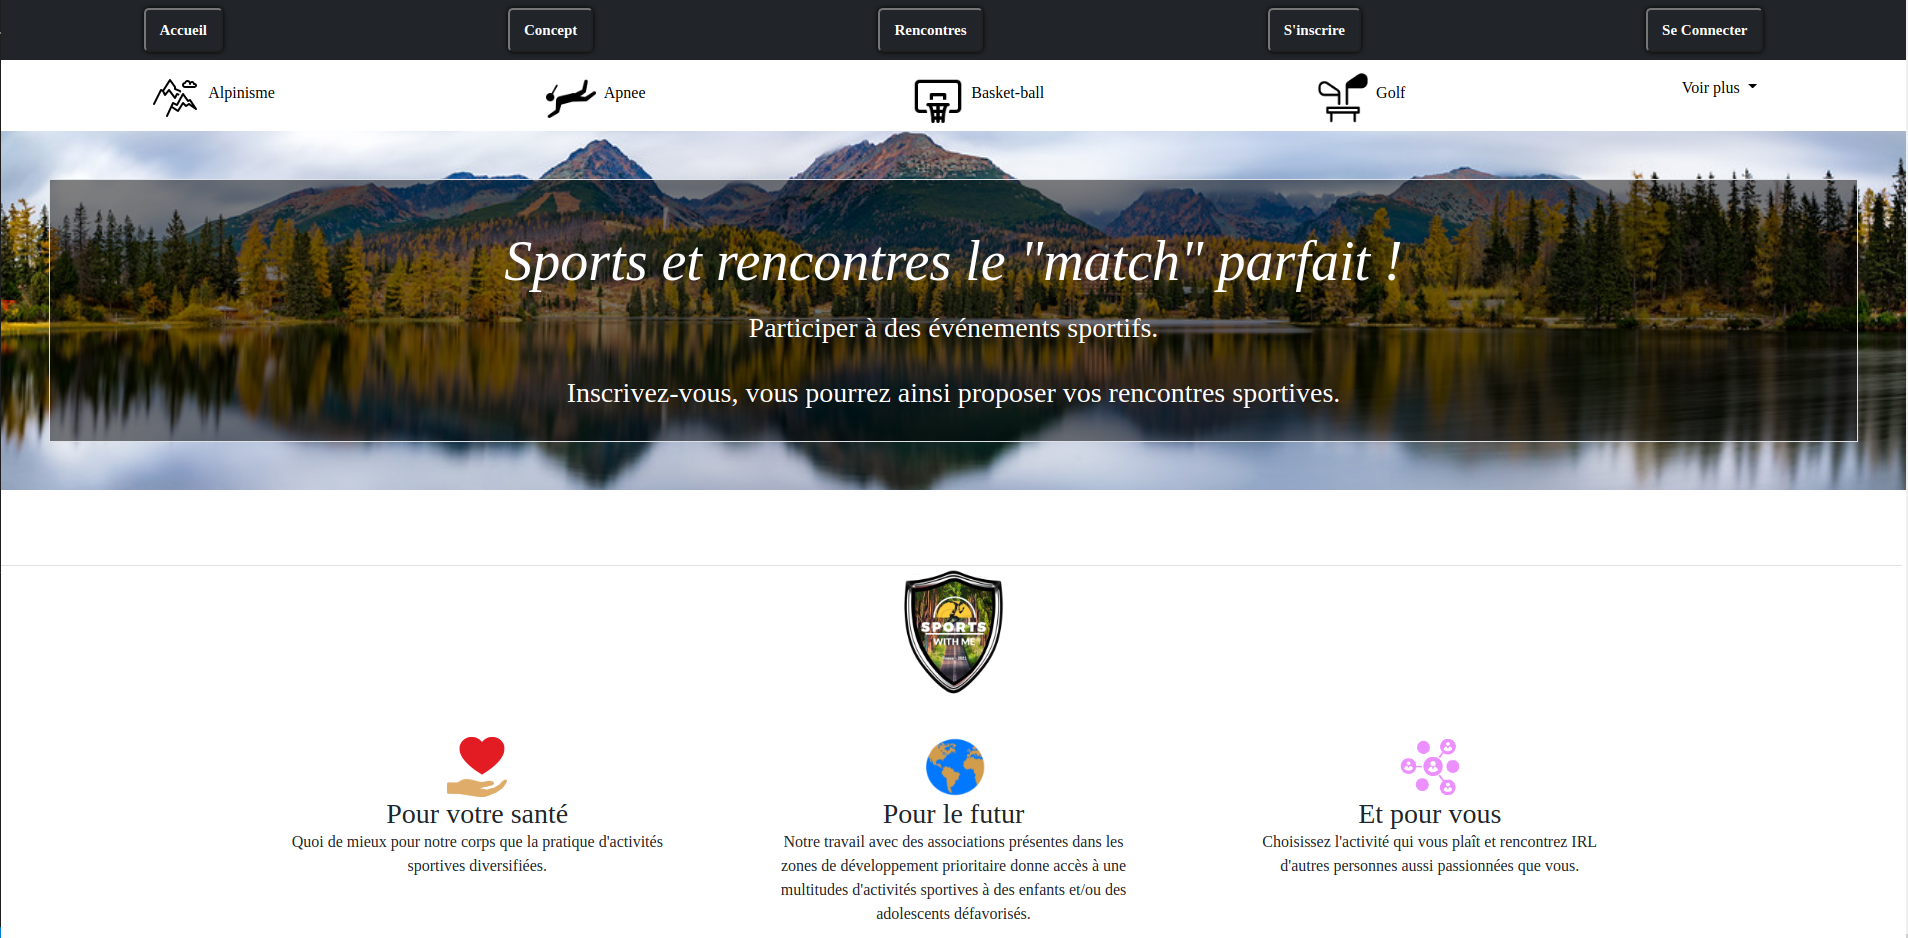 Accueil
Concept
Rencontres
S'inscrire
Se Connecter
Alpinisme
Apnee
Basket-ball
Golf
Voir plus
Sports et rencontres le "match" parfait !
Participer à des événements sportifs.
Inscrivez-vous, vous pourrez ainsi proposer vos rencontres sportives.
SPORTS
WITH ME
Pour votre santé
Quoi de mieux pour notre corps que la pratique d'activités
sportives diversifiées.
Pour le futur
Notre travail avec des associations présentes dans les
zones de développement prioritaire donne accès à une
multitudes d'activités sportives à des enfants et/ou des
adolescents défavorisés.
Et pour vous
Choisissez l'activité qui vous plaît et rencontrez IRL
d'autres personnes aussi passionnées que vous.